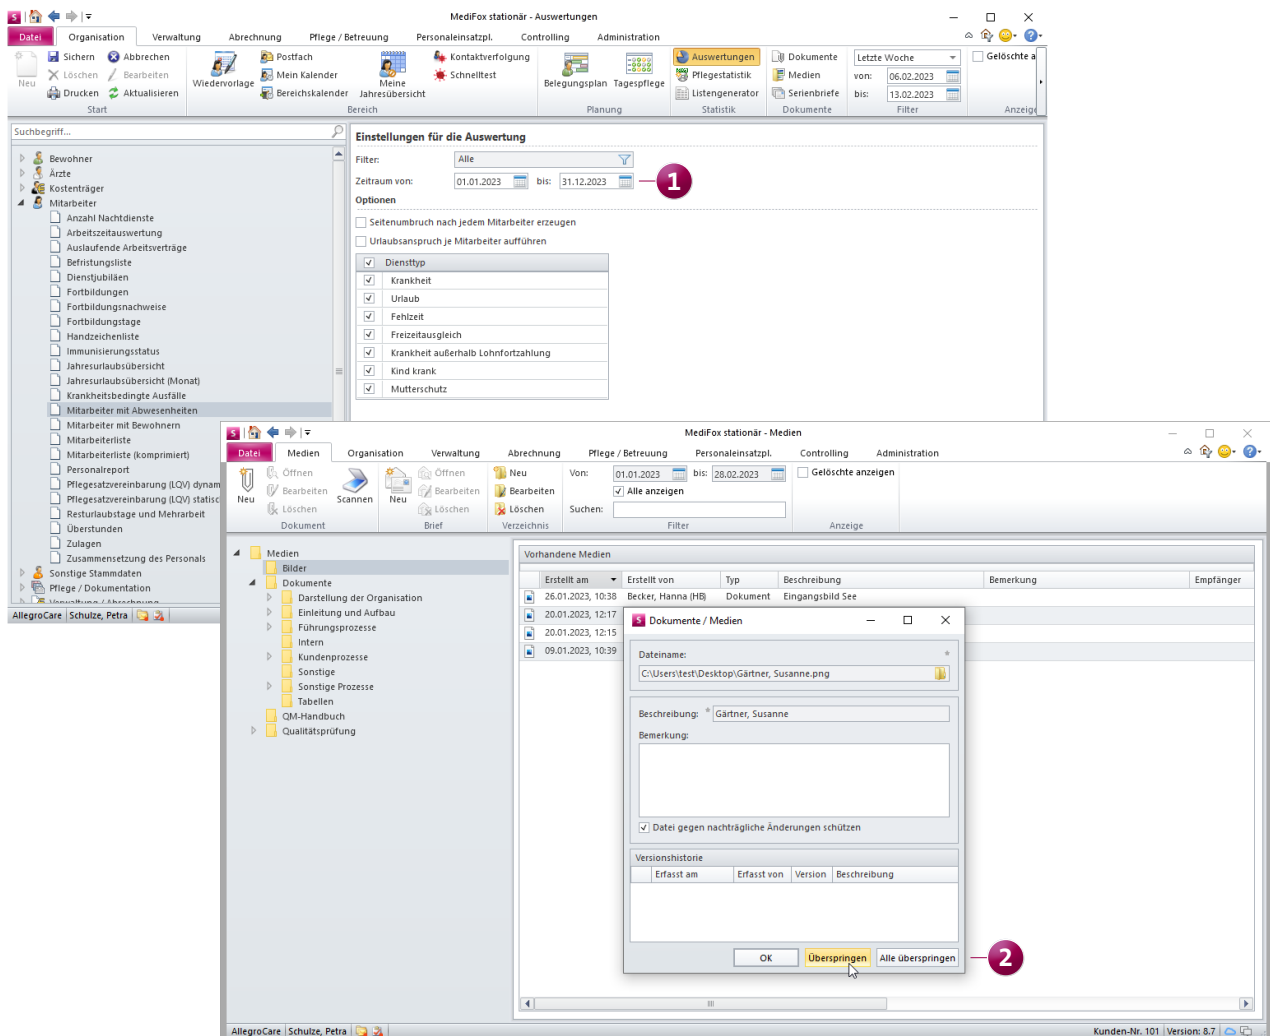 S
MediFox stationär - Auswertungen
Datei Organisation Verwaltung Abrechnung Pflege / Betreuung Personaleinsatzpl. Controlling Administration
Neu
Sichern Abbrechen
Löschen Bearbeiten
Drucken Aktualisieren
Start
Wiedervorlage
Postfach
Mein Kalender
Bereichskalender
Meine
Jahresübersicht
Kontaktverfolgung
Schnelltest
Bereich
Belegungsplan Tagespflege
Planung
Auswertungen
Pflegestatistik
Listengenerator
Statistik
Dokumente
Medien
Serienbriefe
Dokumente
Letzte Woche
von: 06.02.2023
bis: 13.02.2023
Filter
Gelöschte a
Anzeige
Suchbegriff...
Bewohner
Ärzte
Kostenträger
Mitarbeiter
Anzahl Nachtdienste
Arbeitszeitauswertung
Auslaufende Arbeitsverträge
Befristungsliste
Dienstjubiläen
Fortbildungen
Fortbildungsnachweise
Fortbildungstage
Handzeichenliste
Immunisierungsstatus
Jahresurlaubsübersicht
Jahresurlaubsübersicht (Monat)
Krankheitsbedingte Ausfälle
Mitarbeiter mit Abwesenheiten
Mitarbeiter mit Bewohnern
Mitarbeiterliste
Mitarbeiterliste (komprimiert)
Personalreport
Pflegesatzvereinbarung (LQV) dynam
Pflegesatzvereinbarung (LQV) statisc
Resturlaubstage und Mehrarbeit
Überstunden
Zulagen
Zusammensetzung des Personals
Sonstige Stammdaten
Pflege / Dokumentation
Verwaltung / Abrechnung
AllegroCare Schulze, Petra
Einstellungen für die Auswertung
Filter: Alle
Zeitraum von: 01.01.2023 bis: 31.12.2023
1
Optionen
Seitenumbruch nach jedem Mitarbeiter erzeugen
Urlaubsanspruch je Mitarbeiter aufführen
Diensttyp
Krankheit
Urlaub
Fehlzeit
Freizeitausgleich
Krankheit außerhalb Lohnfortzahlung
Kind krank
Mutterschutz
S
MediFox stationär - Medien
Datei Medien Organisation Verwaltung Abrechnung Pflege / Betreuung Personaleinsatzpl. Controlling Administration
Neu
Öffnen
Bearbeiten
Löschen
Scannen
Dokument
Neu
Öffnen
Bearbeiten
Löschen
Brief
Neu
Bearbeiten
Löschen
Verzeichnis
Von: 01.01.2023 bis: 28.02.2023
Alle anzeigen
Suchen:
Filter
Gelöschte anzeigen
Anzeige
Medien
Bilder
Dokumente
Darstellung der Organisation
Einleitung und Aufbau
Führungsprozesse
Intern
Kundenprozesse
Sonstige
Sonstige Prozesse
Tabellen
QM-Handbuch
Qualitätsprüfung
Vorhandene Medien
Erstellt am Erstellt von Typ Beschreibung Bemerkung Empfänger
26.01.2023, 10:38 Becker, Hanna (HB) Dokument Eingangsbild See
20.01.2023, 12:17
20.01.2023, 12:15
09.01.2023, 10:39
S Dokumente / Medien
Dateiname: *
C:\Users\test\Desktop\Gärtner, Susanne.png
Beschreibung: * Gärtner, Susanne
Bemerkung:
Datei gegen nachträgliche Änderungen schützen
Versionshistorie
Erfasst am Erfasst von Version Beschreibung
OK Überspringen Alle überspringen
2
AllegroCare Schulze, Petra
Kunden-Nr. 101 Version: 8.7